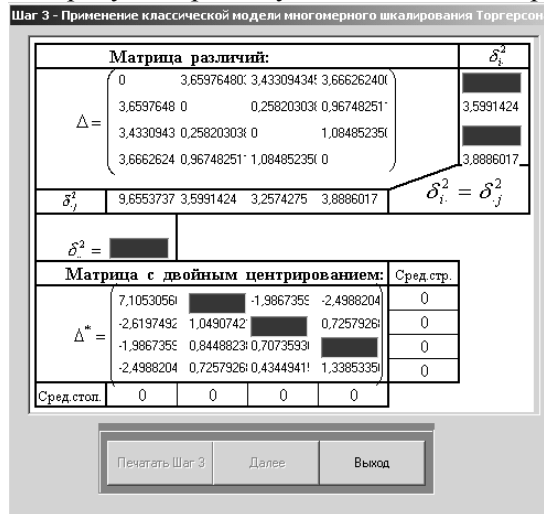 Шаг 3 - Применение классической модели многомерного шкалирования Торгерсон
Матрица различий:
δ²i.
Δ =
0 3,65976480 3,43309434 3,66626240
3,6597648 0 0,25820303 0,96748251
3,5991424
3,4330943 0,25820303 0 1,08485235
3,6662624 0,96748251 1,08485235 0
3,8886017
δ².j
9,6553737 3,5991424 3,2574275 3,8886017
δ²i. = δ².j
δ².. =
Матрица с двойным центрированием:
Сред.стр.
Δ* =
7,1053056 -1,986735 -2,4988204
0
-2,6197492 1,0490742 0,7257926
0
-1,9867359 0,8448823 0,7073593
0
-2,4988204 0,7257926 0,4344941 1,3385335
0
Сред.стол. 0 0 0 0
Печатать Шаг 3
Далее
Выход